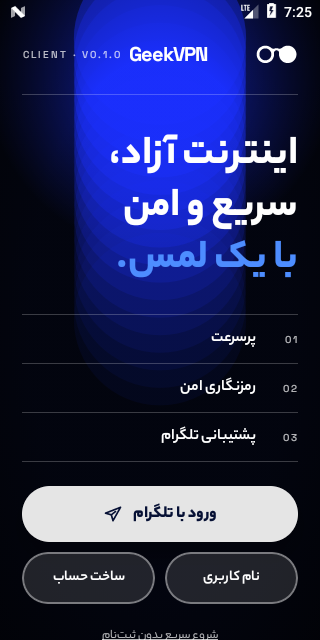 7:25
LTE
CLIENT · V0.1.0 GeekVPN
اینترنت آزاد،
سریع و امن
با یک لمس.
01 پرسرعت
02 رمزنگاری امن
03 پشتیبانی تلگرام
ورود با تلگرام
نام کاربری
ساخت حساب
شروع سریع بدون ثبت‌نام